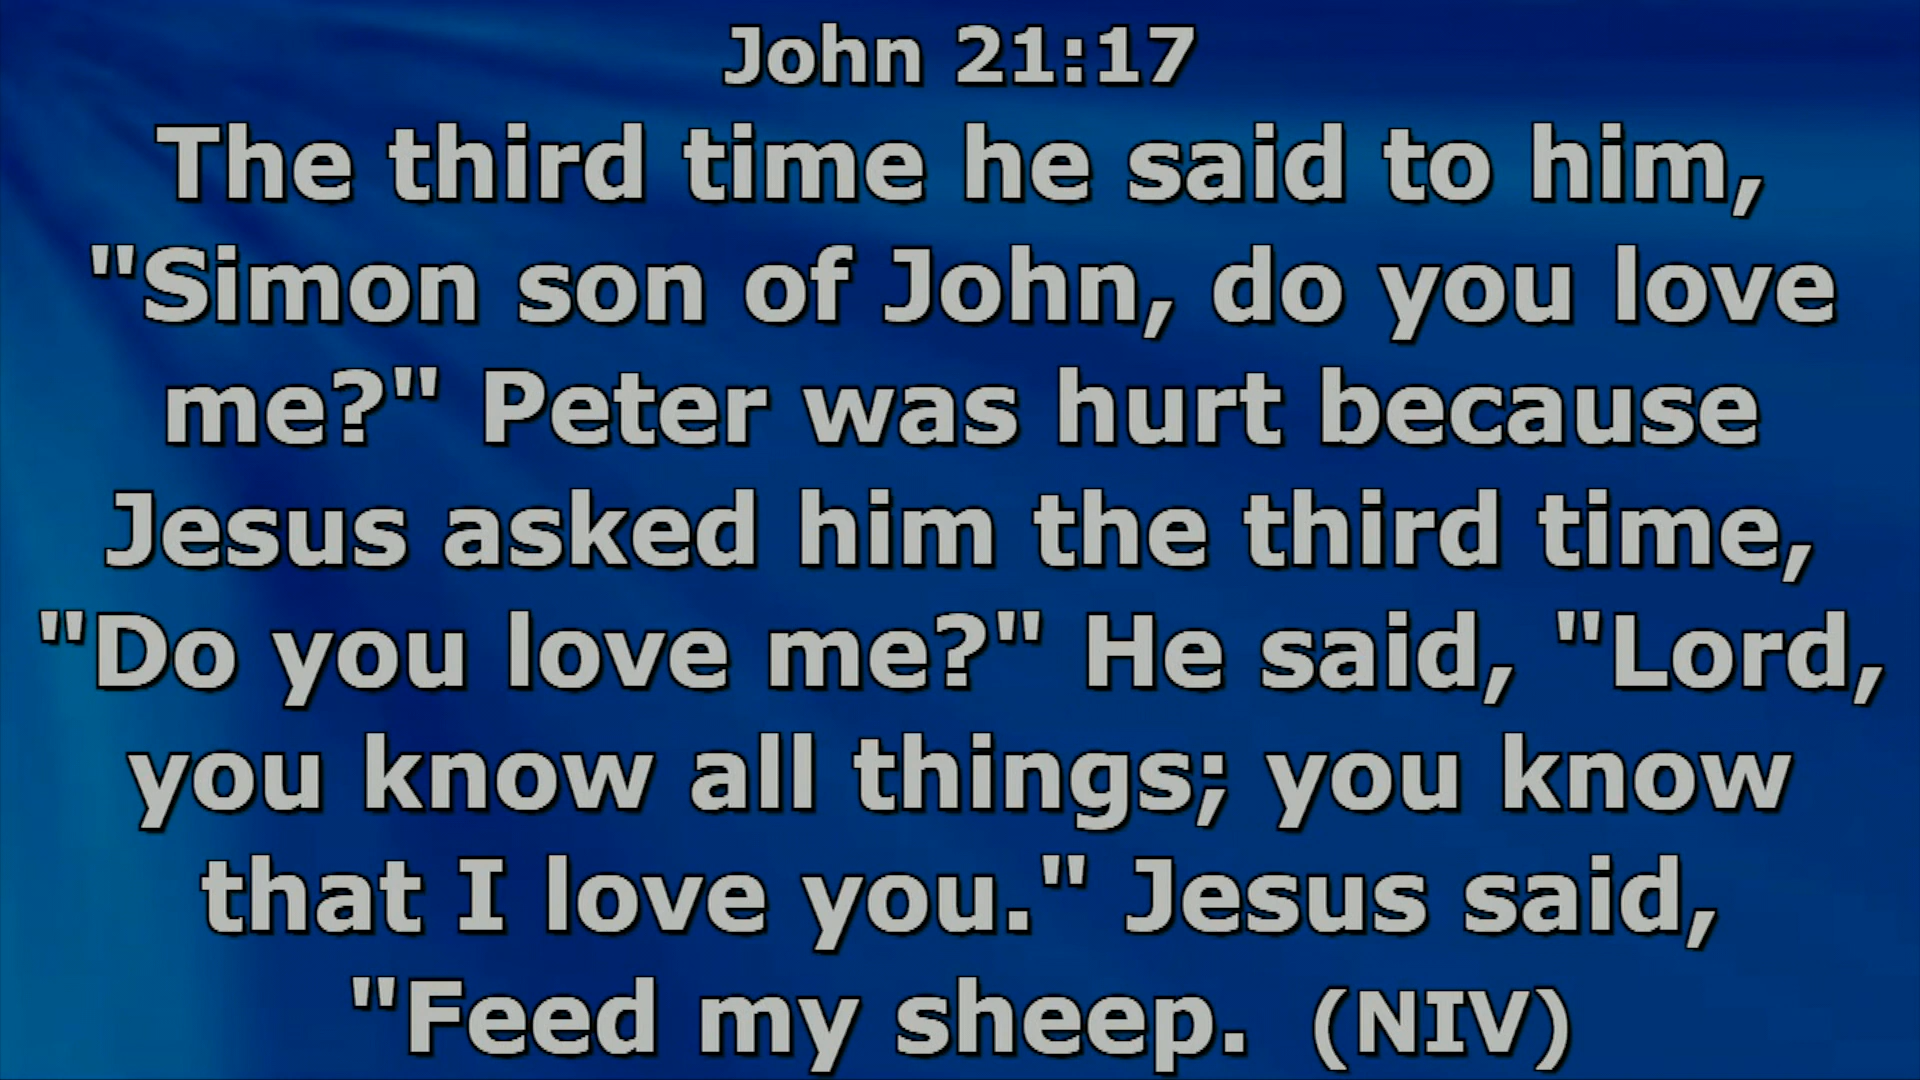 John 21:17
The third time he said to him,
"Simon son of John, do you love
me?" Peter was hurt because
Jesus asked him the third time,
"Do you love me?" He said, "Lord,
you know all things; you know
that I love you." Jesus said,
"Feed my sheep. (NIV)